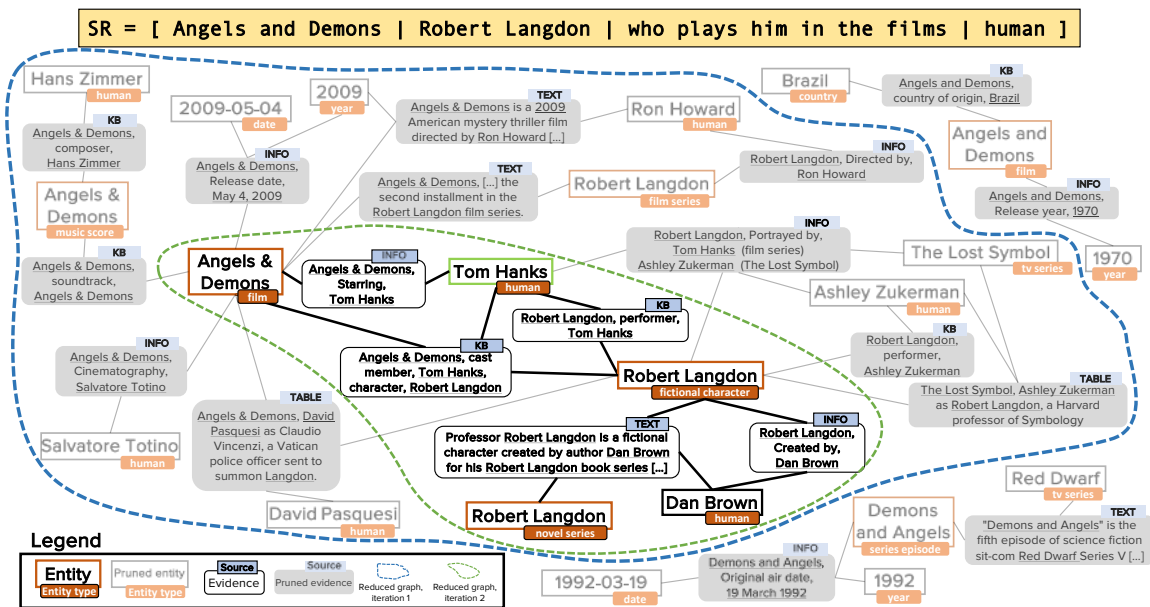 SR = [ Angels and Demons | Robert Langdon | who plays him in the films | human ]
Hans Zimmer
human
KB
Angels & Demons,
composer,
Hans Zimmer
Angels &
Demons
music score
KB
Angels & Demons,
soundtrack,
Angels & Demons
2009-05-04
date
2009
year
INFO
Angels & Demons,
Release date,
May 4, 2009
TEXT
Angels & Demons is a 2009
American mystery thriller film
directed by Ron Howard [...]
Ron Howard
human
TEXT
Angels & Demons, [...] the
second installment in the
Robert Langdon film series.
Robert Langdon
film series
INFO
Robert Langdon, Directed by,
Ron Howard
Brazil
country
KB
Angels and Demons,
country of origin, Brazil
Angels and
Demons
film
INFO
Angels and Demons,
Release year, 1970
1970
year
INFO
Robert Langdon, Portrayed by,
Tom Hanks (film series)
Ashley Zukerman (The Lost Symbol)
The Lost Symbol
tv series
Ashley Zukerman
human
KB
Robert Langdon,
performer,
Ashley Zukerman
TABLE
The Lost Symbol, Ashley Zukerman
as Robert Langdon, a Harvard
professor of Symbology
Angels &
Demons
film
INFO
Angels & Demons,
Starring,
Tom Hanks
Tom Hanks
human
KB
Robert Langdon, performer,
Tom Hanks
KB
Angels & Demons, cast
member, Tom Hanks,
character, Robert Langdon
Robert Langdon
fictional character
TEXT
Professor Robert Langdon is a fictional
character created by author Dan Brown
for his Robert Langdon book series [...]
INFO
Robert Langdon,
Created by,
Dan Brown
Robert Langdon
novel series
Dan Brown
human
INFO
Angels & Demons,
Cinematography,
Salvatore Totino
Salvatore Totino
human
TABLE
Angels & Demons, David
Pasquesi as Claudio
Vincenzi, a Vatican
police officer sent to
summon Langdon.
David Pasquesi
human
Red Dwarf
tv series
TEXT
"Demons and Angels" is the
fifth episode of science fiction
sit-com Red Dwarf Series V [...]
Demons
and Angels
series episode
INFO
Demons and Angels,
Original air date,
19 March 1992
1992-03-19
date
1992
year
Legend
Entity
Entity type
Pruned entity
Entity type
Source
Evidence
Source
Pruned evidence
Reduced graph,
iteration 1
Reduced graph,
iteration 2